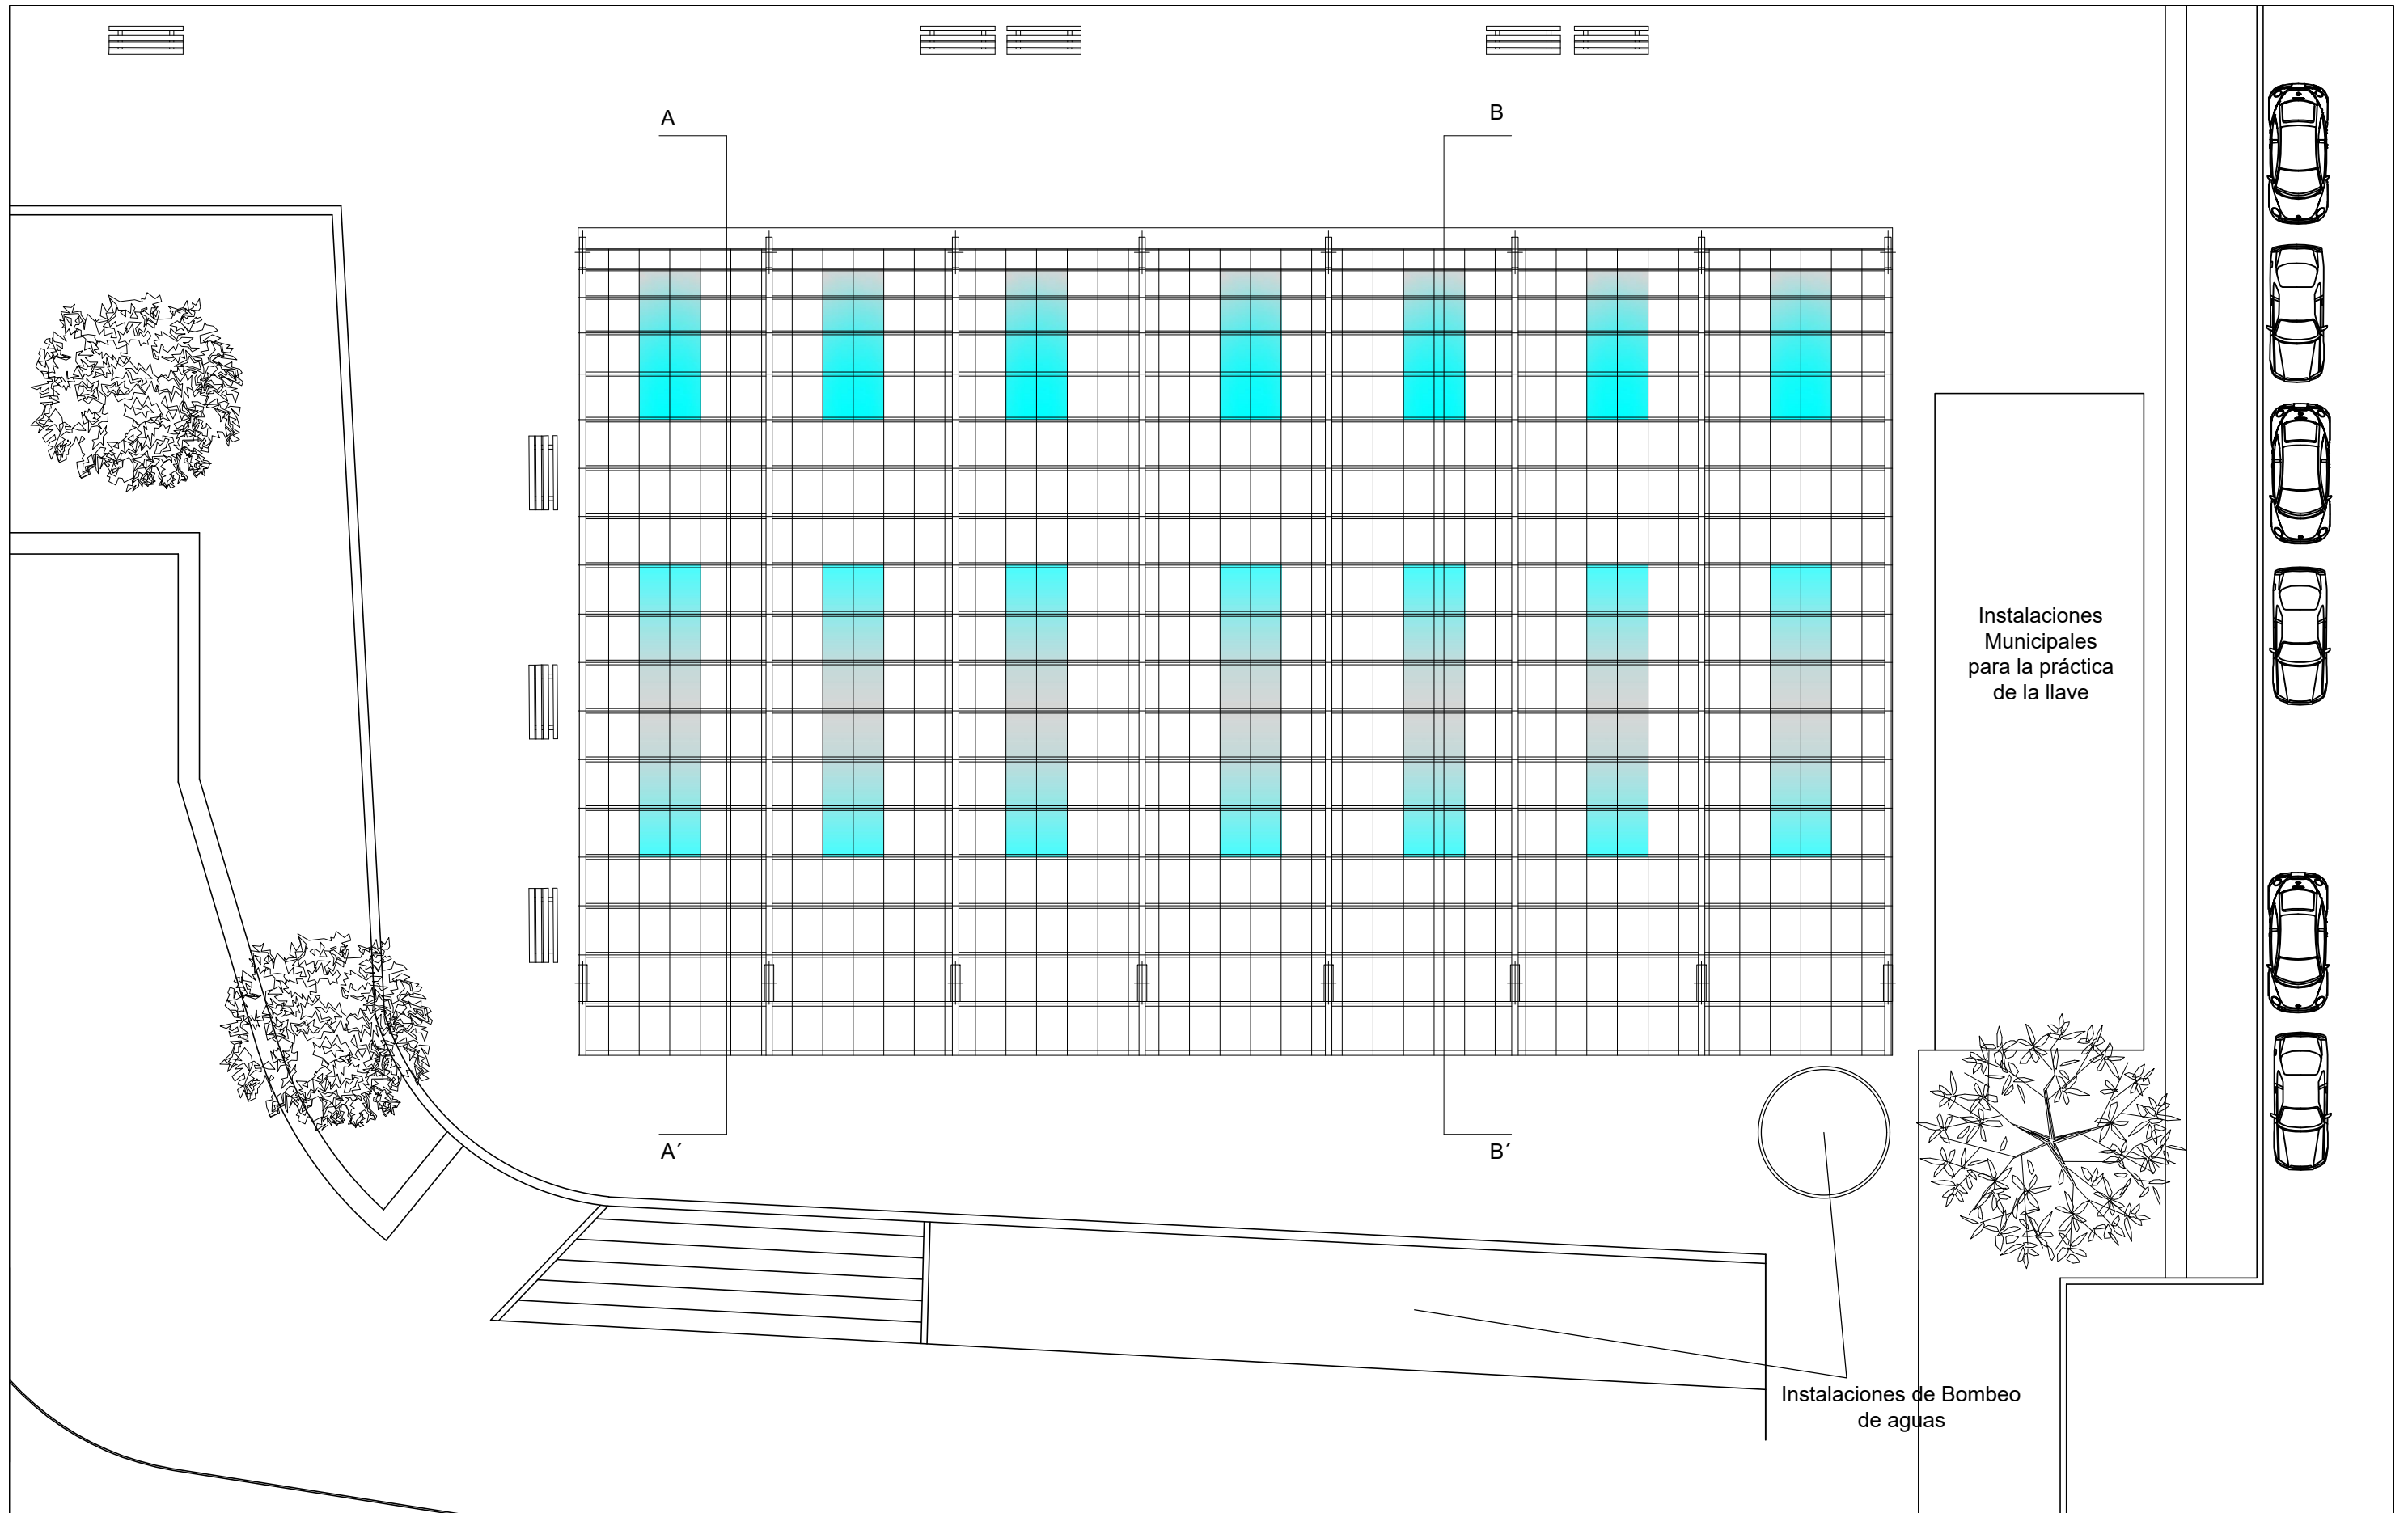 A
B
Instalaciones
Municipales
para la práctica
de la llave
A´
B´
Instalaciones de Bombeo
de aguas